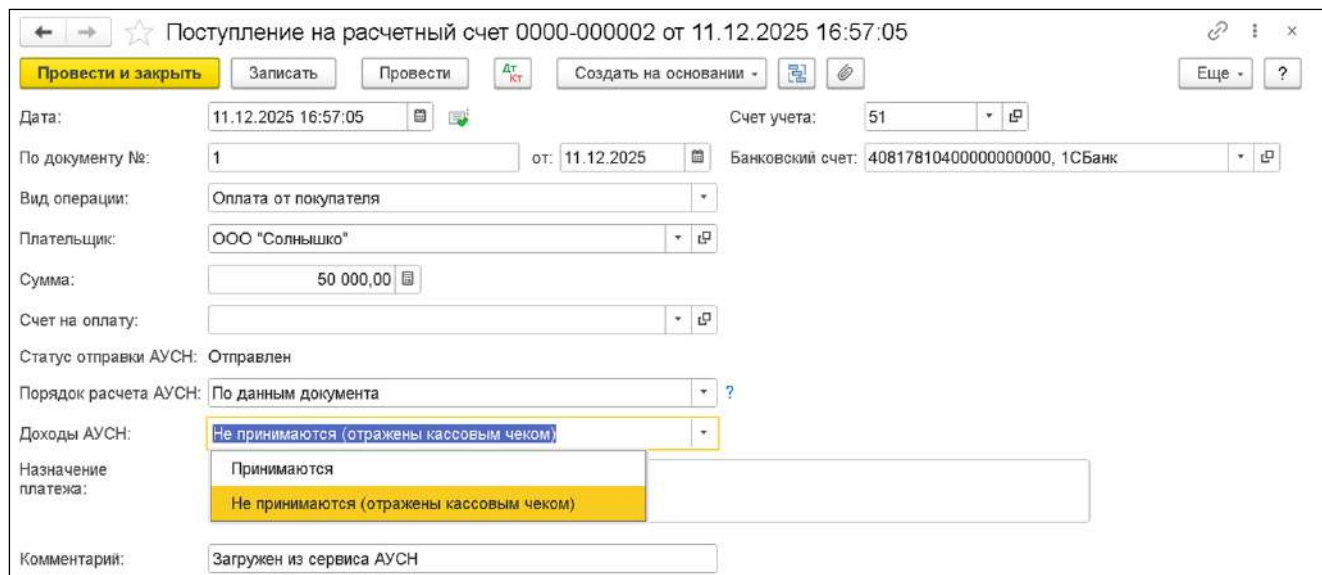 Поступление на расчетный счет 0000-000002 от 11.12.2025 16:57:05
Провести и закрыть Записать Провести Дт Кт Создать на основании Еще ?
Дата: 11.12.2025 16:57:05 Счет учета: 51
По документу №: 1 от: 11.12.2025 Банковский счет: 40817810400000000000, 1СБанк
Вид операции: Оплата от покупателя
Плательщик: ООО "Солнышко"
Сумма: 50 000,00
Счет на оплату:
Статус отправки АУСН: Отправлен
Порядок расчета АУСН: По данным документа ?
Доходы АУСН: Не принимаются (отражены кассовым чеком)
Назначение платежа:
Принимаются
Не принимаются (отражены кассовым чеком)
Комментарий: Загружен из сервиса АУСН